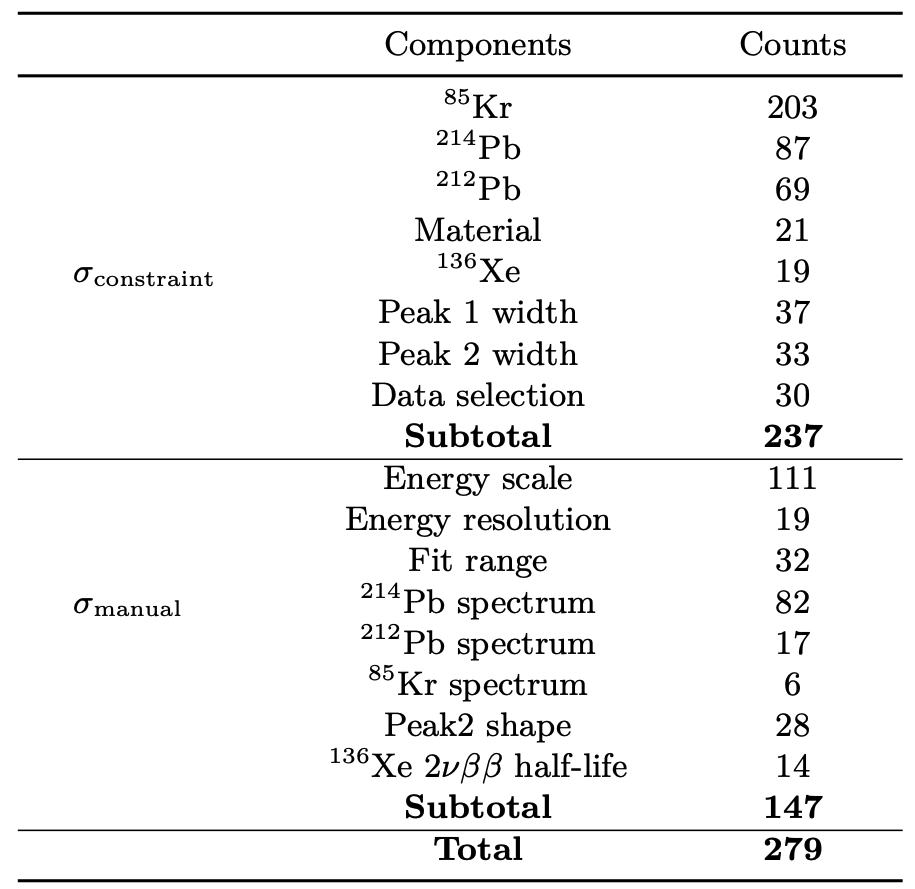 Components Counts
⁸⁵Kr 203
²¹⁴Pb 87
²¹²Pb 69
Material 21
σconstraint ¹³⁶Xe 19
Peak 1 width 37
Peak 2 width 33
Data selection 30
Subtotal 237
Energy scale 111
Energy resolution 19
Fit range 32
σmanual ²¹⁴Pb spectrum 82
²¹²Pb spectrum 17
⁸⁵Kr spectrum 6
Peak2 shape 28
¹³⁶Xe 2νββ half-life 14
Subtotal 147
Total 279